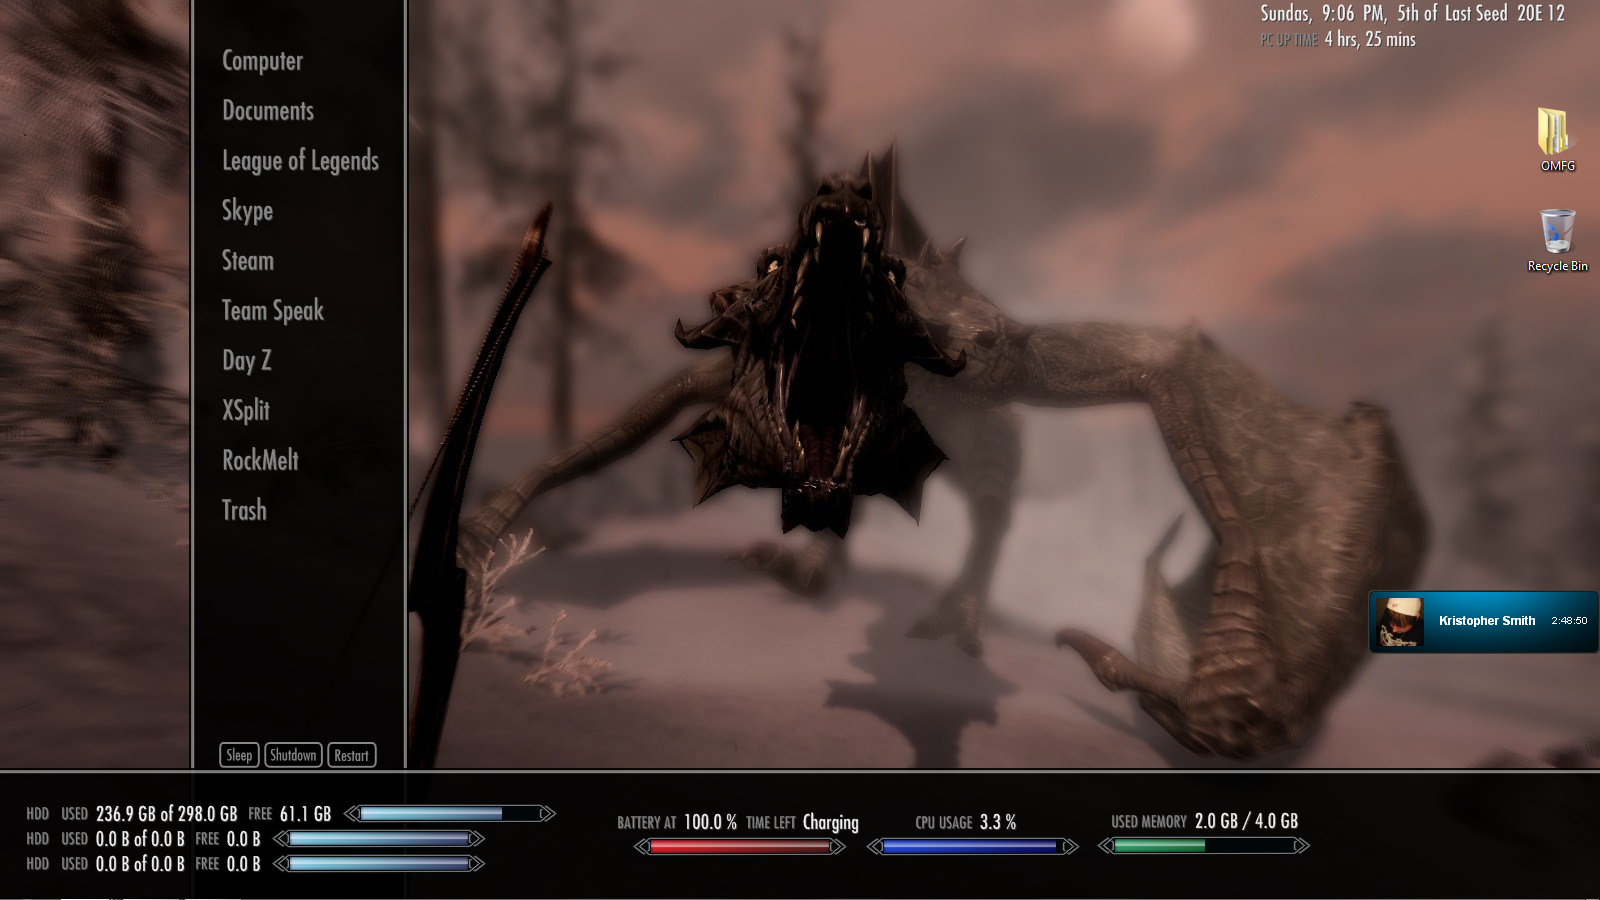 Sundas, 9:06 PM, 5th of Last Seed 20E 12
PC UP TIME 4 hrs, 25 mins
Computer
Documents
League of Legends
Skype
Steam
Team Speak
Day Z
XSplit
RockMelt
Trash
OMFG
Recycle Bin
Kristopher Smith 2:48:50
Sleep Shutdown Restart
HDD USED 236.9 GB of 298.0 GB FREE 61.1 GB
HDD USED 0.0 B of 0.0 B FREE 0.0 B
HDD USED 0.0 B of 0.0 B FREE 0.0 B
BATTERY AT 100.0 % TIME LEFT Charging
CPU USAGE 3.3 %
USED MEMORY 2.0 GB / 4.0 GB